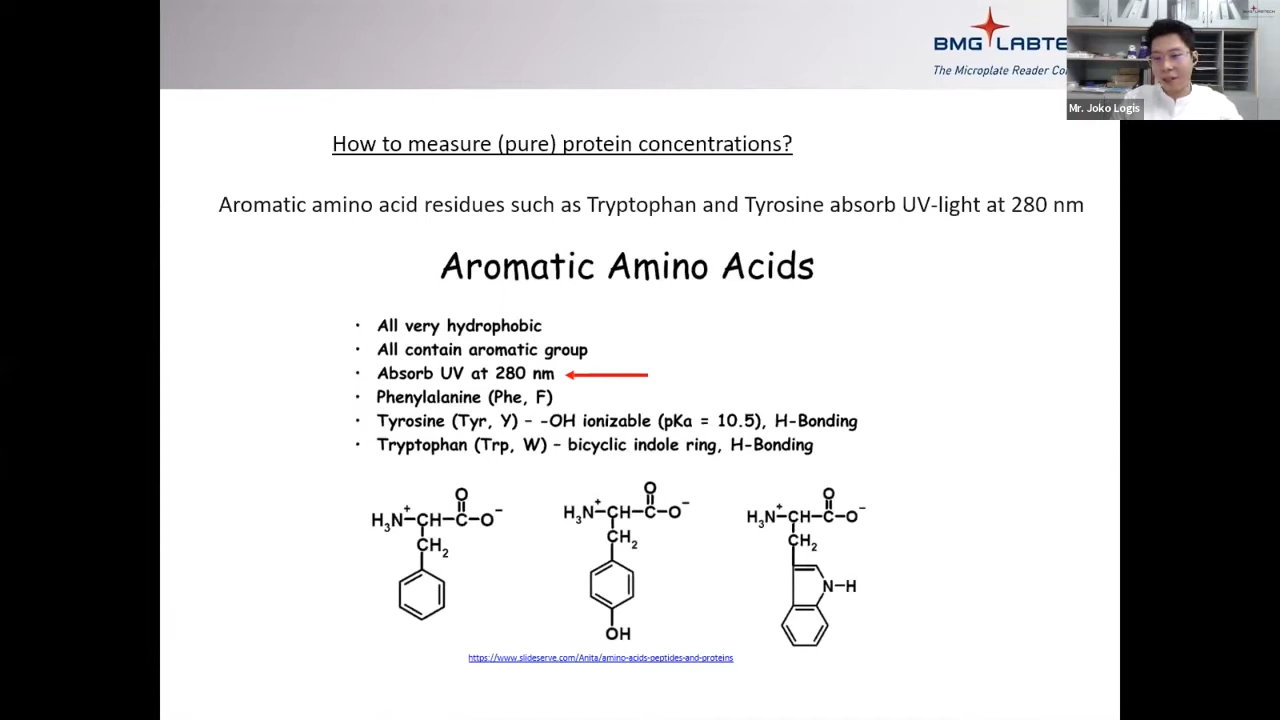 BMG LABTE
The Microplate Reader Co
BMG LABTECH
Mr. Joko Logis
How to measure (pure) protein concentrations?
Aromatic amino acid residues such as Tryptophan and Tyrosine absorb UV-light at 280 nm
Aromatic Amino Acids
· All very hydrophobic
· All contain aromatic group
· Absorb UV at 280 nm
· Phenylalanine (Phe, F)
· Tyrosine (Tyr, Y) – -OH ionizable (pKa = 10.5), H-Bonding
· Tryptophan (Trp, W) – bicyclic indole ring, H-Bonding
O O O
H3N+–CH–C–O− H3N+–CH–C–O− H3N+–CH–C–O−
CH2 CH2 CH2
N–H
OH
https://www.slideserve.com/Anita/amino-acids-peptides-and-proteins